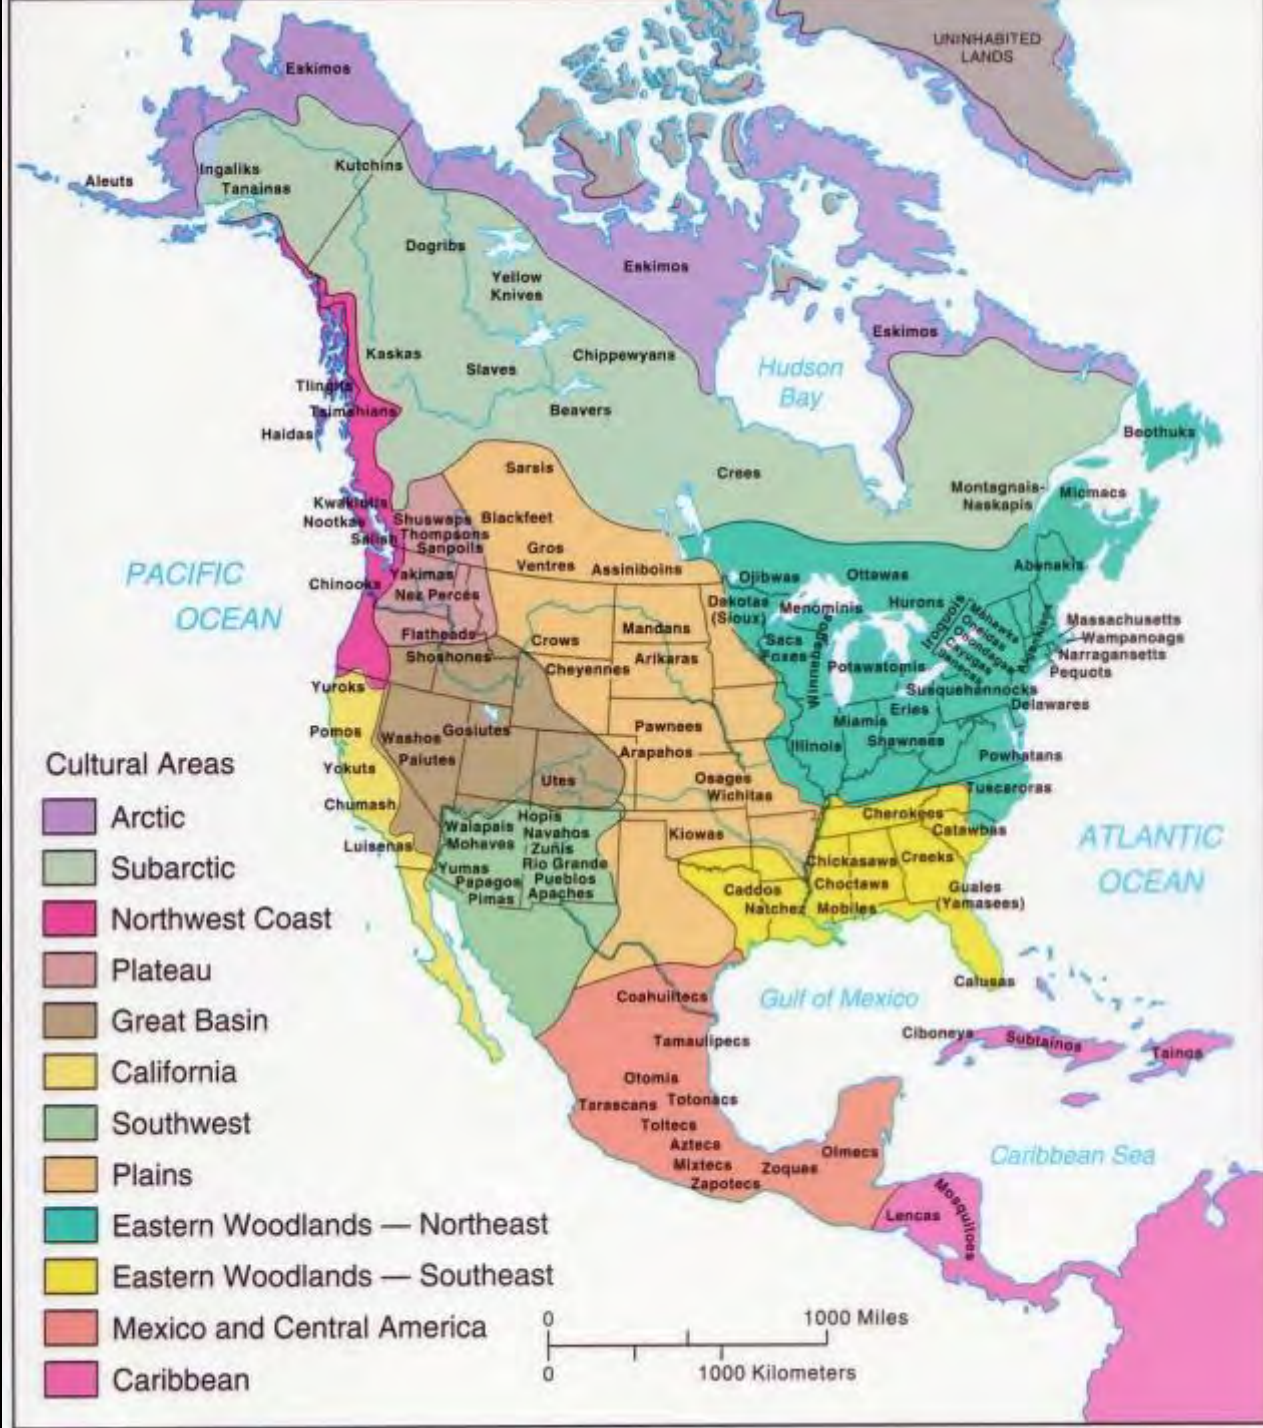 UNINHABITED
LANDS
Eskimos
Ingaliks
Tanainas
Kutchins
Aleuts
Dogribs
Yellow
Knives
Eskimos
Eskimos
Kaskas
Slaves
Chippewyans
Beavers
Hudson
Bay
Tlingits
Tsimshians
Haidas
Beothuks
Sarsis
Crees
Montagnais-
Naskapis
Micmacs
Kwakiutls
Nootkas
Salish
Shuswaps
Thompsons
Sanpoils
Blackfeet
Gros
Ventres
Assiniboins
PACIFIC
OCEAN
Chinooks
Yakimas
Nez Percés
Flatheads
Shoshones
Crows
Cheyennes
Mandans
Arikaras
Dakotas
(Sioux)
Ojibwas
Ottawas
Abenakis
Menominis
Hurons
Sacs
Foxes
Winnebagos
Potawatomis
Iroquois
Mohawks
Oneidas
Onondagas
Cayugas
Senecas
Massachusetts
Wampanoags
Narragansetts
Pequots
Susquehannocks
Delawares
Eries
Miamis
Illinois
Shawnees
Powhatans
Tuscaroras
Yuroks
Pomos
Washos
Gosiutes
Paiutes
Utes
Yokuts
Chumash
Luisenas
Pawnees
Arapahos
Osages
Wichitas
Kiowas
Walapais
Mohaves
Yumas
Papagos
Pimas
Hopis
Navahos
Zuñis
Rio Grande
Pueblos
Apaches
Cherokees
Catawbas
Chickasaws
Creeks
Choctaws
Guales
(Yamasees)
Caddos
Natchez
Mobiles
Calusas
ATLANTIC
OCEAN
Gulf of Mexico
Coahuiltecs
Tamaulipecs
Ciboneys
Subtainos
Tainos
Otomis
Tarascans
Totonacs
Toltecs
Aztecs
Mixtecs
Zapotecs
Zoques
Olmecs
Caribbean Sea
Lencas
Mosquitoes
Cultural Areas
Arctic
Subarctic
Northwest Coast
Plateau
Great Basin
California
Southwest
Plains
Eastern Woodlands — Northeast
Eastern Woodlands — Southeast
Mexico and Central America
Caribbean
0
1000 Miles
0
1000 Kilometers